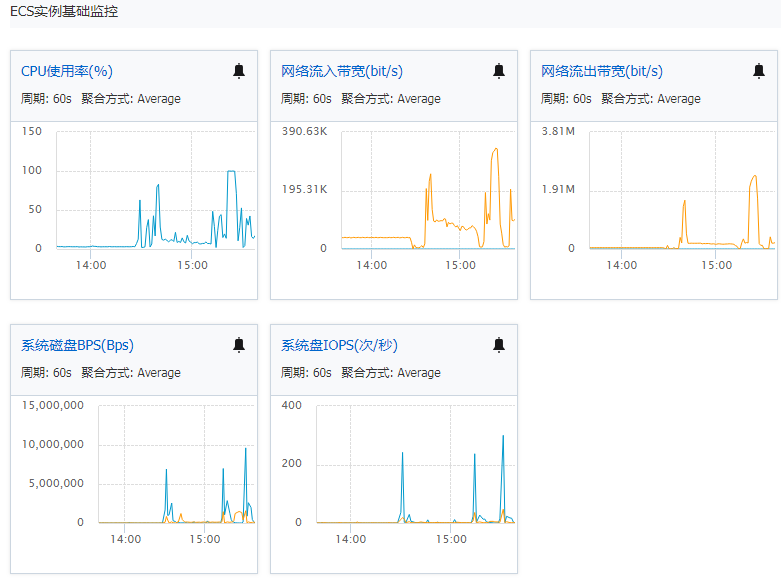 ECS实例基础监控
CPU使用率(%)
周期: 60s 聚合方式: Average
150
100
50
0
14:00 15:00
网络流入带宽(bit/s)
周期: 60s 聚合方式: Average
390.63K
195.31K
0
14:00 15:00
网络流出带宽(bit/s)
周期: 60s 聚合方式: Average
3.81M
1.91M
0
14:00 15:00
系统磁盘BPS(Bps)
周期: 60s 聚合方式: Average
15,000,000
10,000,000
5,000,000
0
14:00 15:00
系统盘IOPS(次/秒)
周期: 60s 聚合方式: Average
400
200
0
14:00 15:00